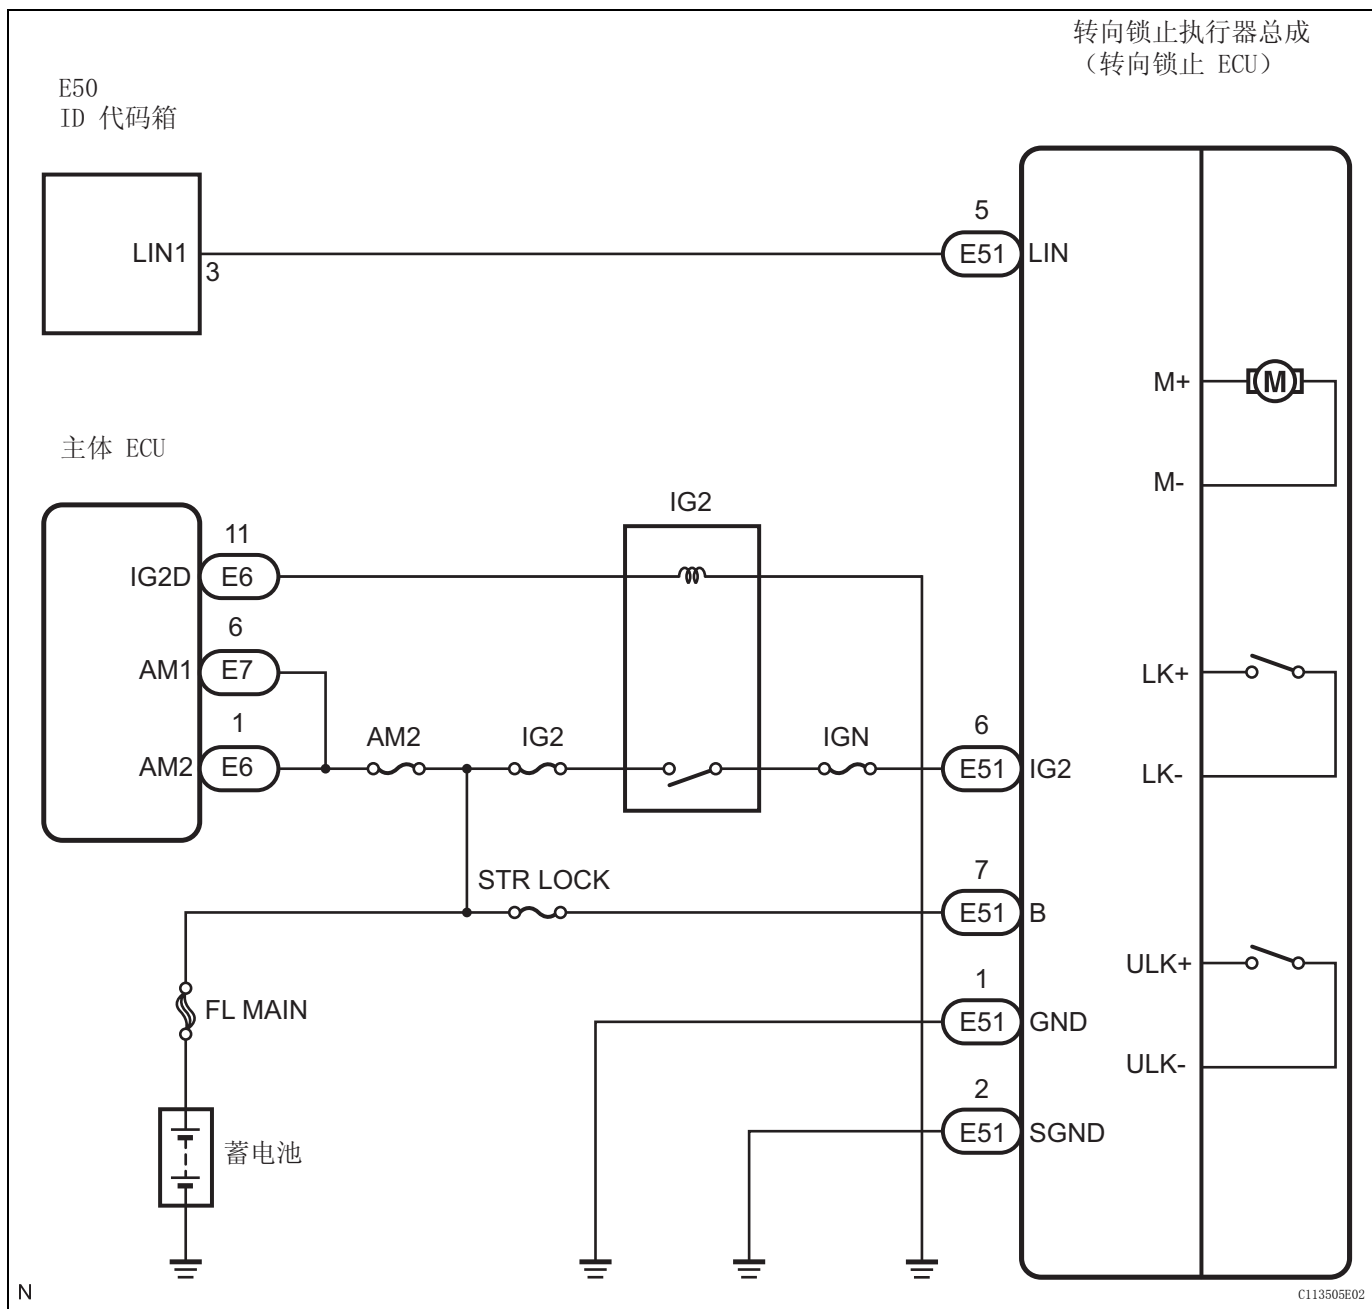 转向锁止执行器总成
（转向锁止 ECU）
E50
ID 代码箱
LIN1
3
5
E51
LIN
M+
M
M-
主体 ECU
IG2
11
IG2D
E6
6
AM1
E7
LK+
1
AM2
E6
AM2
IG2
IGN
6
E51
IG2
LK-
STR LOCK
7
E51
B
ULK+
FL MAIN
1
E51
GND
ULK-
2
E51
SGND
蓄电池
N
C113505E02